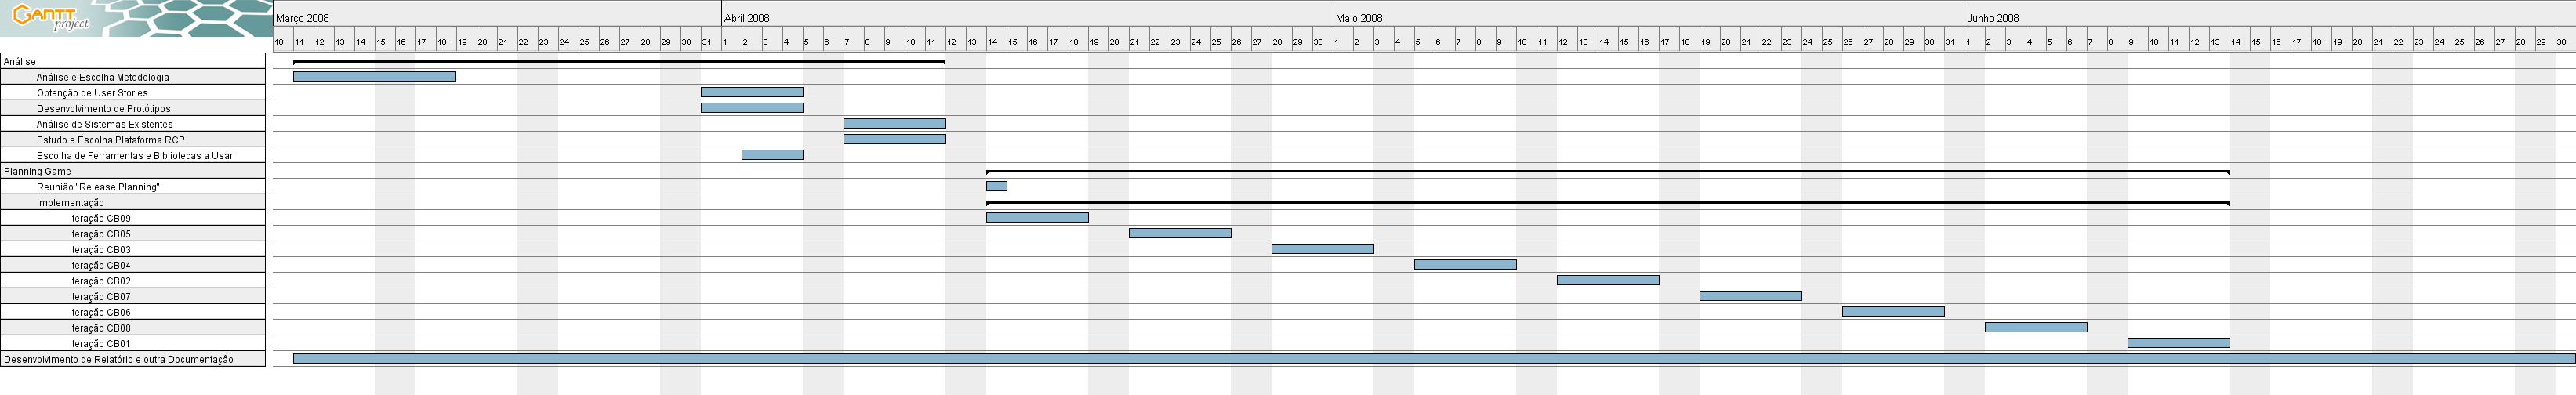 GANTT project
Março 2008 Abril 2008 Maio 2008 Junho 2008
10 11 12 13 14 15 16 17 18 19 20 21 22 23 24 25 26 27 28 29 30 31 1 2 3 4 5 6 7 8 9 10 11 12 13 14 15 16 17 18 19 20 21 22 23 24 25 26 27 28 29 30 1 2 3 4 5 6 7 8 9 10 11 12 13 14 15 16 17 18 19 20 21 22 23 24 25 26 27 28 29 30 31 1 2 3 4 5 6 7 8 9 10 11 12 13 14 15 16 17 18 19 20 21 22 23 24 25 26 27 28 29 30
Análise
Análise e Escolha Metodologia
Obtenção de User Stories
Desenvolvimento de Protótipos
Análise de Sistemas Existentes
Estudo e Escolha Plataforma RCP
Escolha de Ferramentas e Bibliotecas a Usar
Planning Game
Reunião "Release Planning"
Implementação
Iteração CB09
Iteração CB05
Iteração CB03
Iteração CB04
Iteração CB02
Iteração CB07
Iteração CB06
Iteração CB08
Iteração CB01
Desenvolvimento de Relatório e outra Documentação